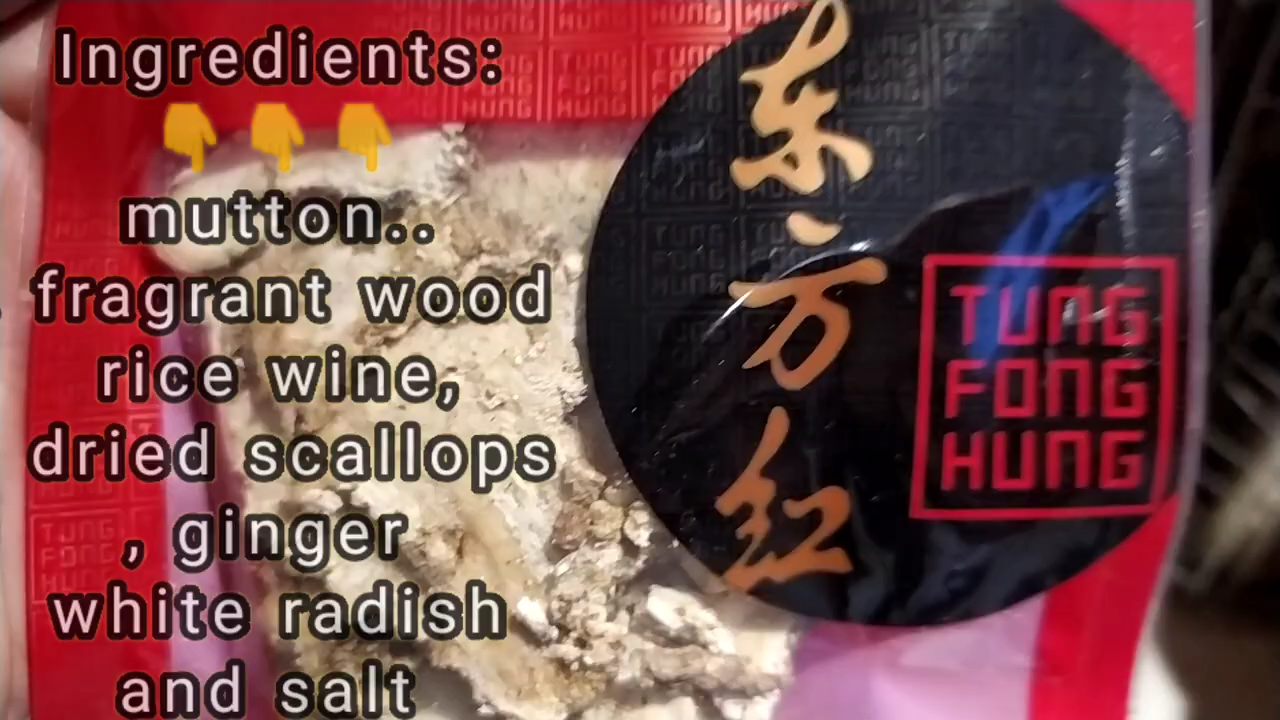 Ingredients:
👇👇👇
mutton..
fragrant wood
rice wine,
dried scallops
, ginger
white radish
and salt
东方红
TUNG
FONG
HUNG